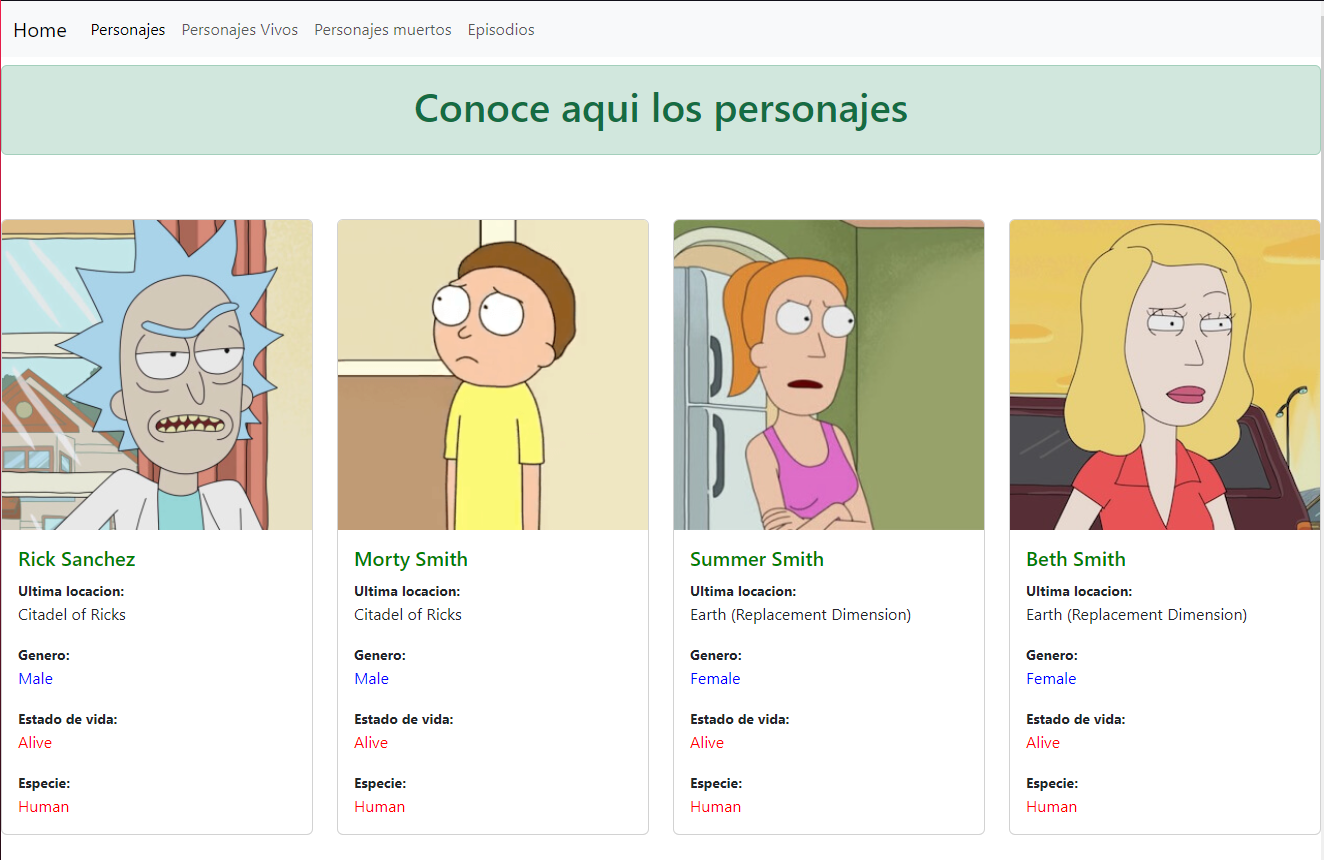 Home Personajes Personajes Vivos Personajes muertos Episodios
Conoce aqui los personajes
Rick Sanchez
Ultima locacion:
Citadel of Ricks
Genero:
Male
Estado de vida:
Alive
Especie:
Human
Morty Smith
Ultima locacion:
Citadel of Ricks
Genero:
Male
Estado de vida:
Alive
Especie:
Human
Summer Smith
Ultima locacion:
Earth (Replacement Dimension)
Genero:
Female
Estado de vida:
Alive
Especie:
Human
Beth Smith
Ultima locacion:
Earth (Replacement Dimension)
Genero:
Female
Estado de vida:
Alive
Especie:
Human